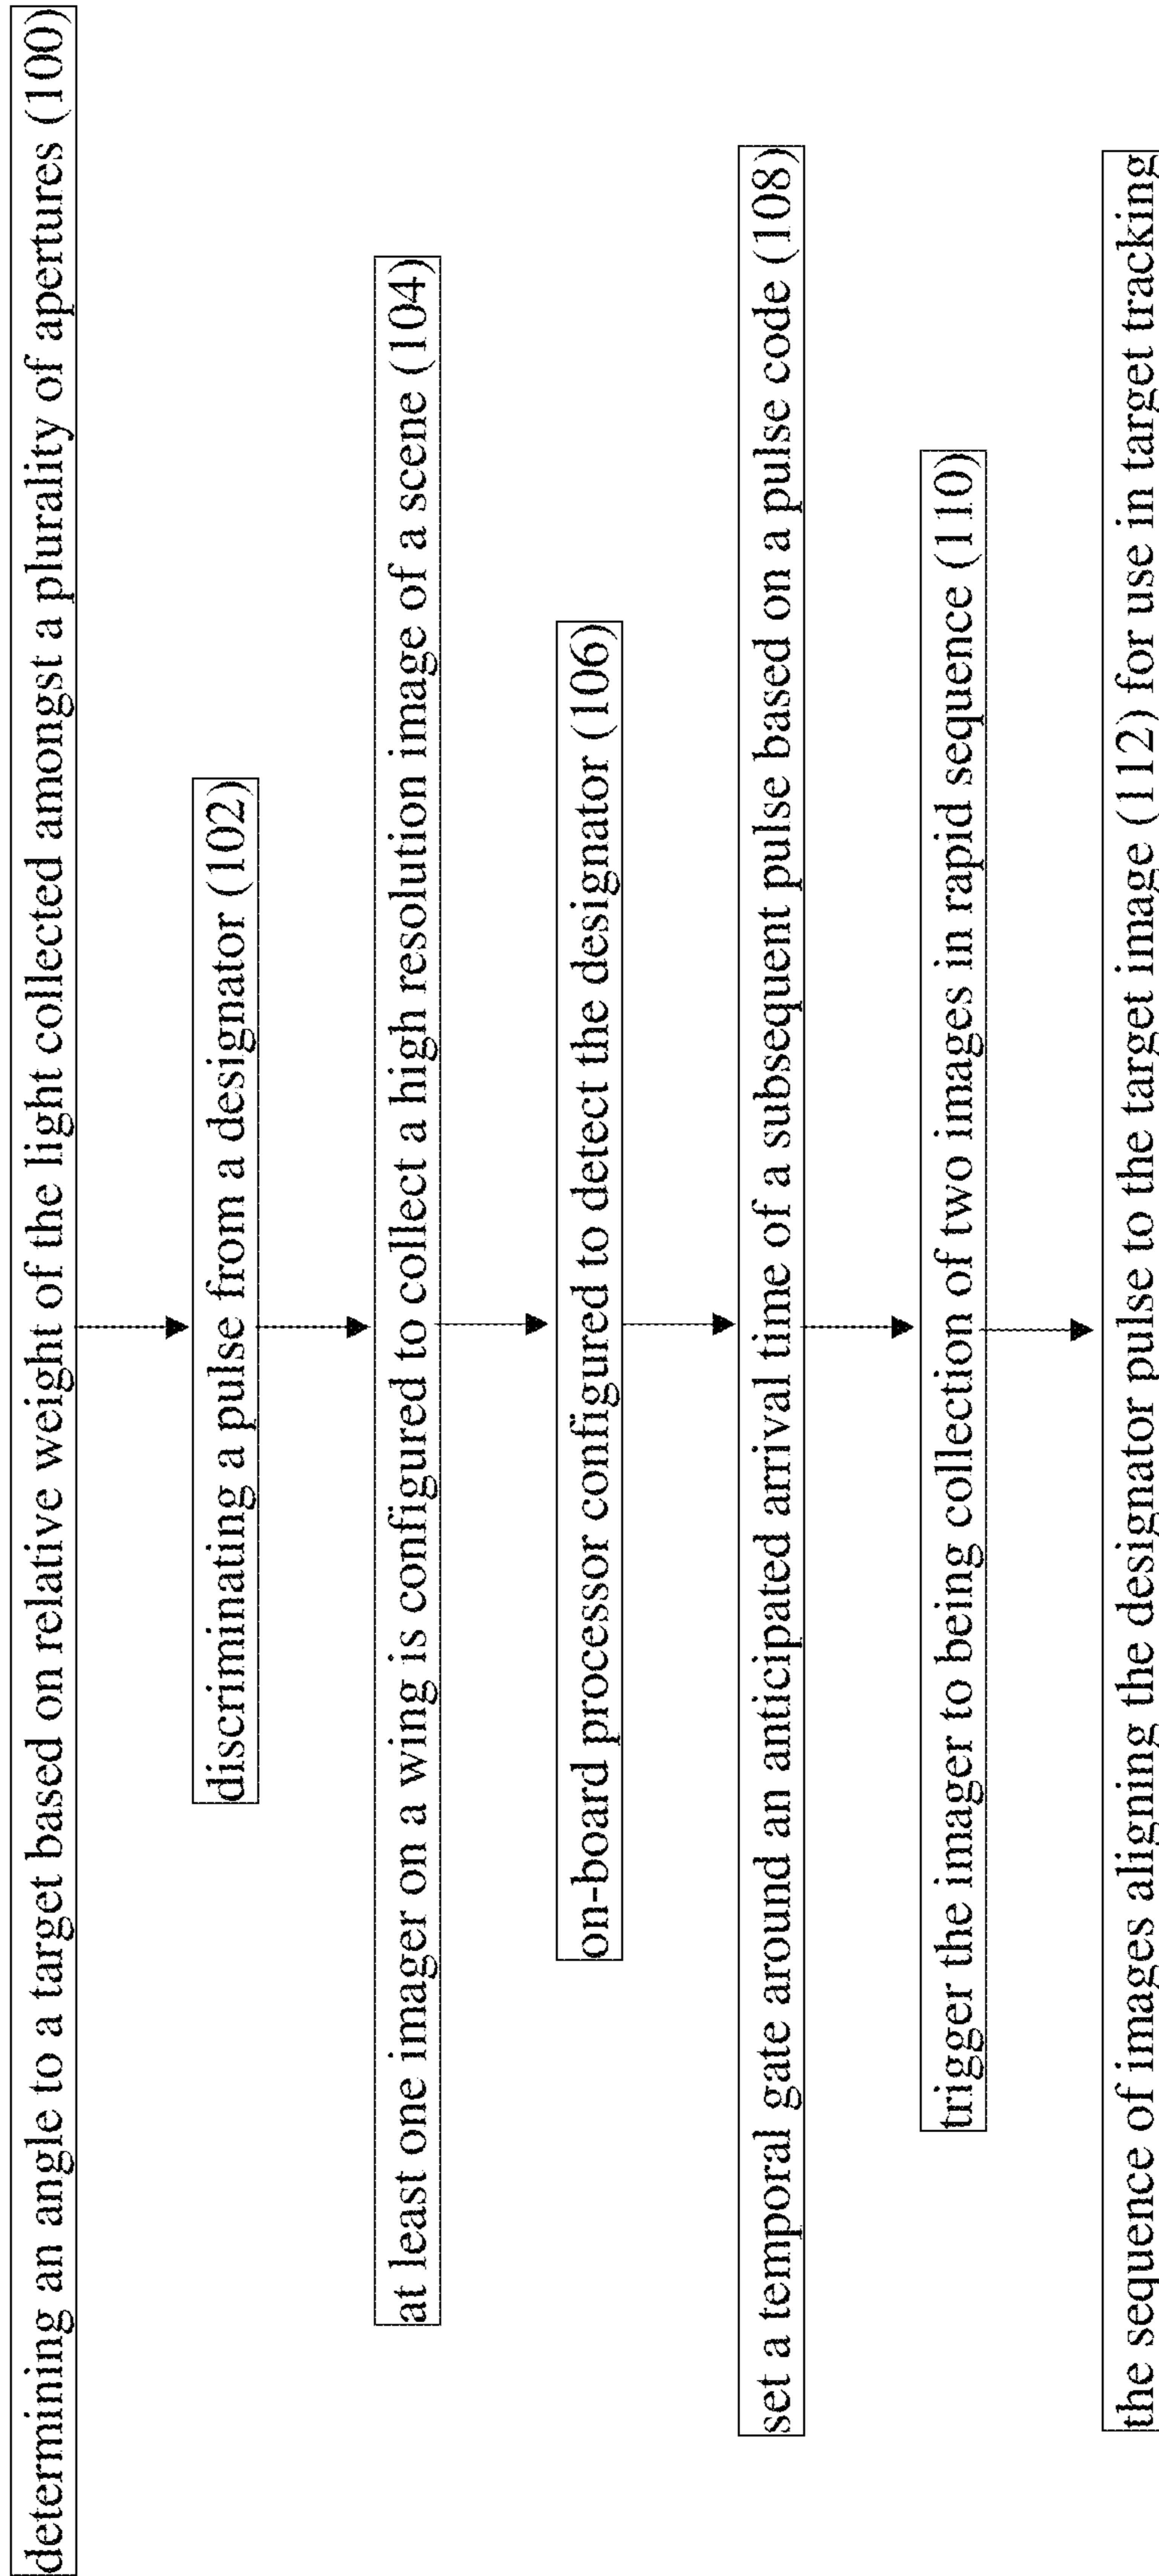 determining an angle to a target based on relative weight of the light collected amongst a plurality of apertures (100)
discriminating a pulse from a designator (102)
at least one imager on a wing is configured to collect a high resolution image of a scene (104)
on-board processor configured to detect the designator (106)
set a temporal gate around an anticipated arrival time of a subsequent pulse based on a pulse code (108)
trigger the imager to being collection of two images in rapid sequence (110)
the sequence of images aligning the designator pulse to the target image (112) for use in target tracking